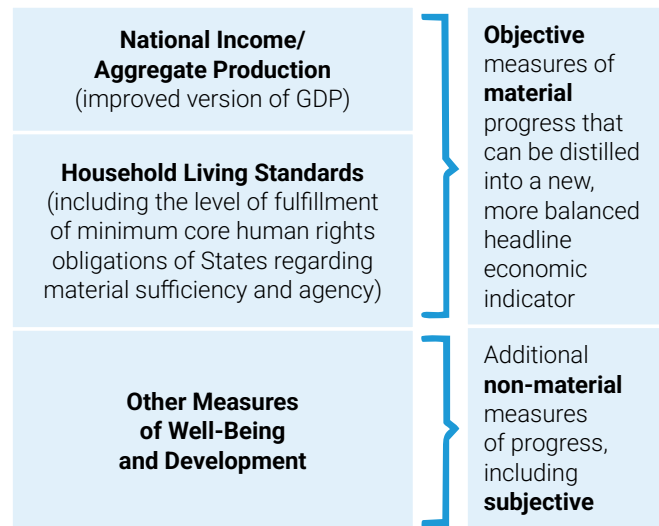 National Income/
Aggregate Production
(improved version of GDP)
Household Living Standards
(including the level of fulfillment
of minimum core human rights
obligations of States regarding
material sufficiency and agency)
Objective
measures of
material
progress that
can be distilled
into a new,
more balanced
headline
economic
indicator
Other Measures
of Well-Being
and Development
Additional
non-material
measures
of progress,
including
subjective